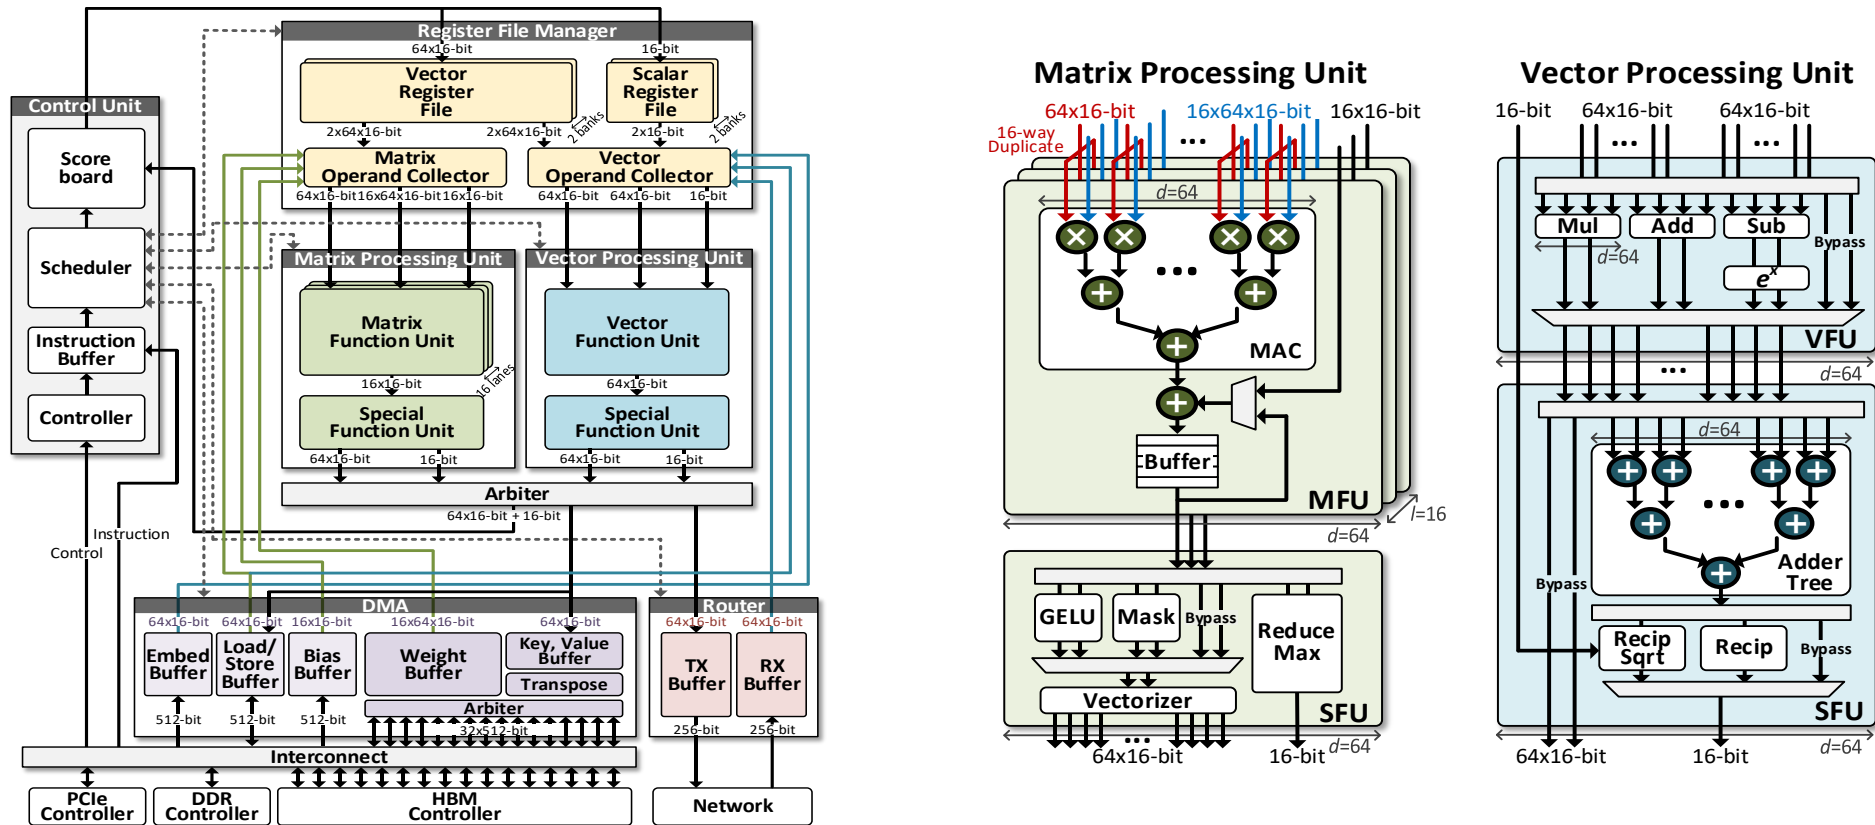 Register File Manager
64x16-bit
16-bit
Vector
Register
File
Scalar
Register
File
2x64x16-bit
2x64x16-bit
2 banks
2x16-bit
2 banks
Matrix
Operand Collector
Vector
Operand Collector
64x16-bit
16x64x16-bit
16x16-bit
64x16-bit
64x16-bit
16-bit
Control Unit
Score
board
Scheduler
Instruction
Buffer
Controller
Matrix Processing Unit
Matrix
Function Unit
16x16-bit
16 lanes
Special
Function Unit
64x16-bit
16-bit
Vector Processing Unit
Vector
Function Unit
64x16-bit
Special
Function Unit
64x16-bit
16-bit
Arbiter
64x16-bit + 16-bit
Instruction
Control
DMA
64x16-bit
64x16-bit
16x16-bit
16x64x16-bit
64x16-bit
Embed
Buffer
Load/
Store
Buffer
Bias
Buffer
Weight
Buffer
Key, Value
Buffer
Transpose
Arbiter
512-bit
512-bit
512-bit
32x512-bit
Router
64x16-bit
64x16-bit
TX
Buffer
RX
Buffer
256-bit
256-bit
Interconnect
PCIe
Controller
DDR
Controller
HBM
Controller
Network
Matrix Processing Unit
64x16-bit
16x64x16-bit
16x16-bit
16-way
Duplicate
...
d=64
...
MAC
Buffer
MFU
l=16
d=64
GELU
Mask
Bypass
Reduce
Max
Vectorizer
SFU
...
d=64
64x16-bit
16-bit
Vector Processing Unit
16-bit
64x16-bit
64x16-bit
...
...
Mul
Add
Sub
Bypass
d=64
eˣ
VFU
...
d=64
d=64
...
Adder
Tree
Bypass
Recip
Sqrt
Recip
Bypass
SFU
d=64
64x16-bit
16-bit